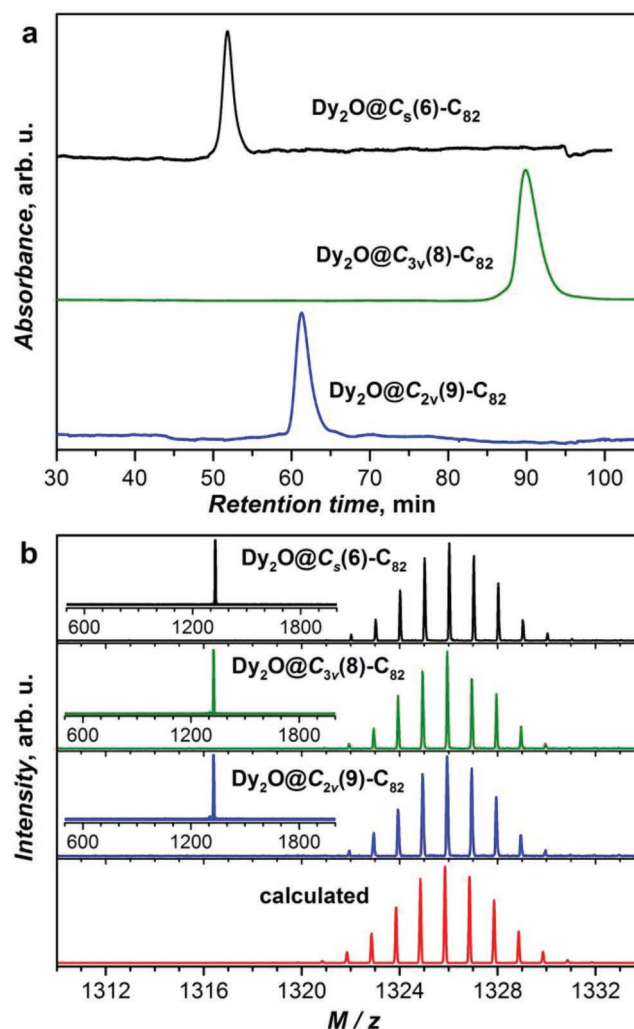 a
Absorbance, arb. u.
Dy₂O@Cₛ(6)-C₈₂
Dy₂O@C₃ᵥ(8)-C₈₂
Dy₂O@C₂ᵥ(9)-C₈₂
30 40 50 60 70 80 90 100
Retention time, min
b
Intensity, arb. u.
Dy₂O@Cₛ(6)-C₈₂
600 1200 1800
Dy₂O@C₃ᵥ(8)-C₈₂
600 1200 1800
Dy₂O@C₂ᵥ(9)-C₈₂
600 1200 1800
calculated
1312 1316 1320 1324 1328 1332
M / z